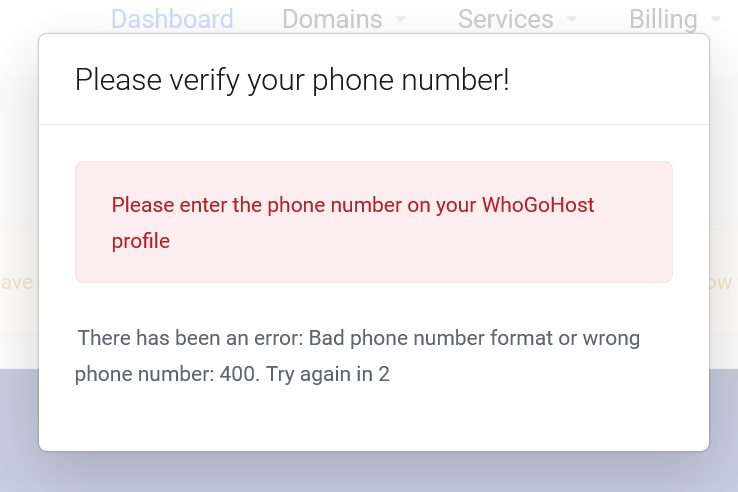 Dashboard Domains Services Billing
Please verify your phone number!
Please enter the phone number on your WhoGoHost
profile
ave ow
There has been an error: Bad phone number format or wrong
phone number: 400. Try again in 2